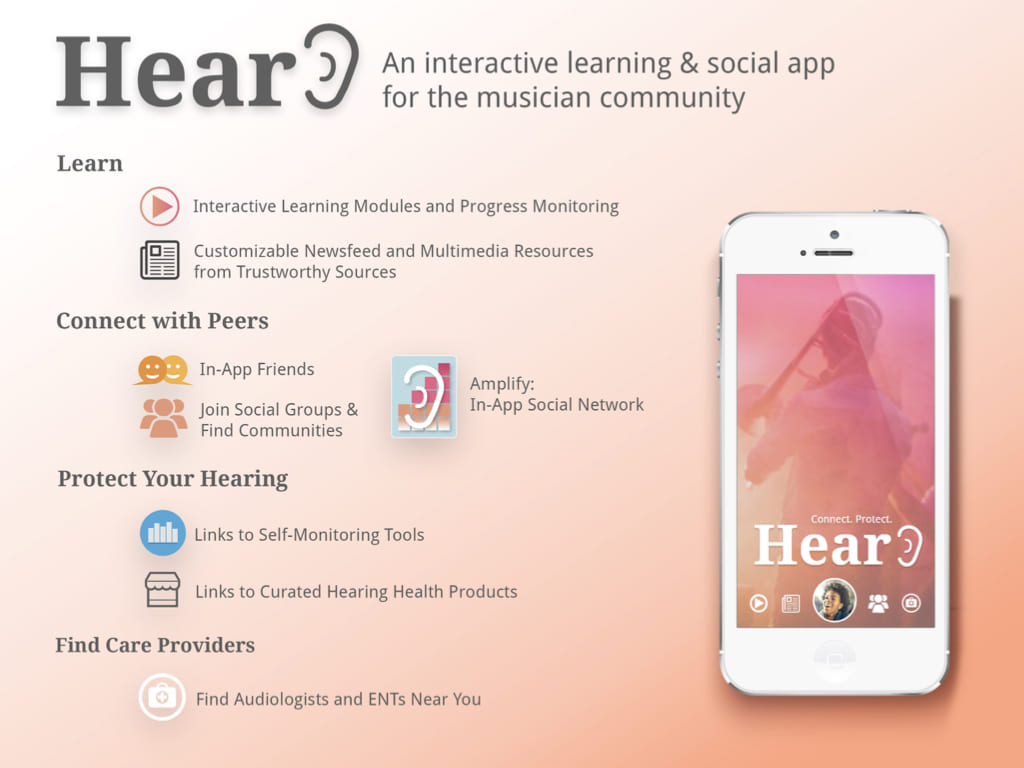 Hear
An interactive learning & social app
for the musician community
Learn
Interactive Learning Modules and Progress Monitoring
Customizable Newsfeed and Multimedia Resources
from Trustworthy Sources
Connect with Peers
In-App Friends
Join Social Groups &
Find Communities
Amplify:
In-App Social Network
Protect Your Hearing
Links to Self-Monitoring Tools
Links to Curated Hearing Health Products
Find Care Providers
Find Audiologists and ENTs Near You
Connect. Protect.
Hear